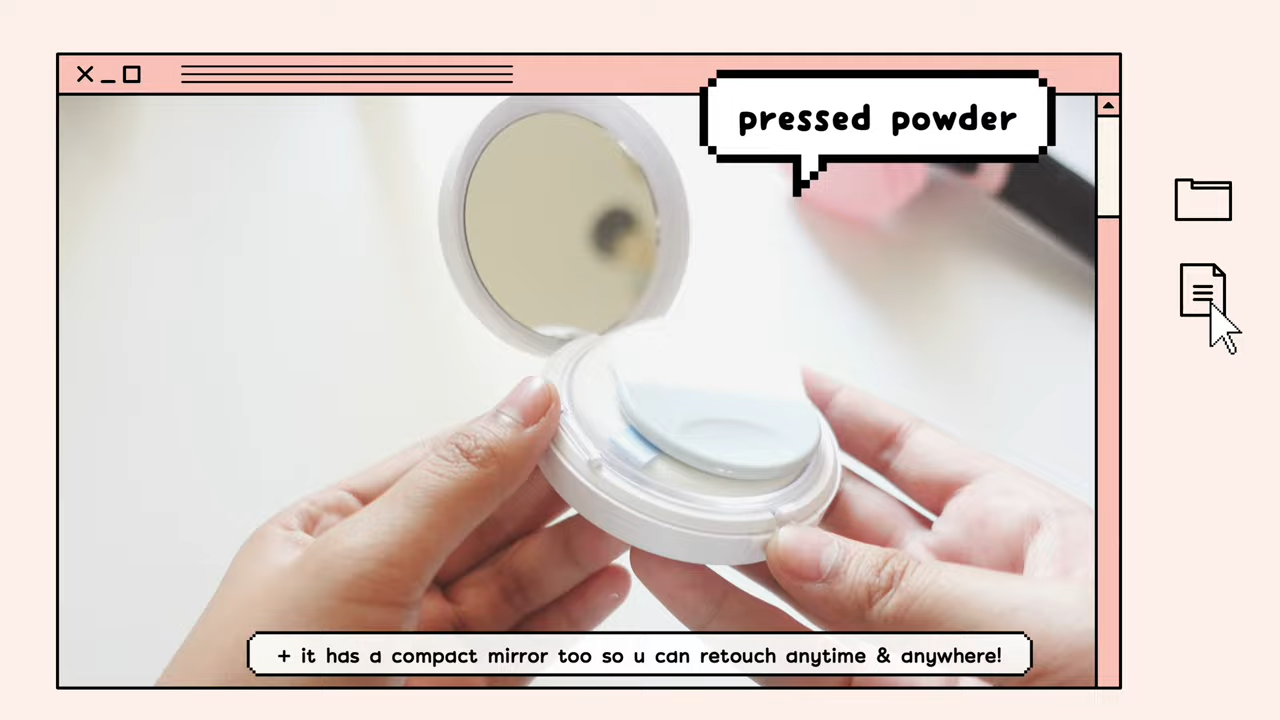 pressed powder
+ it has a compact mirror too so u can retouch anytime & anywhere!